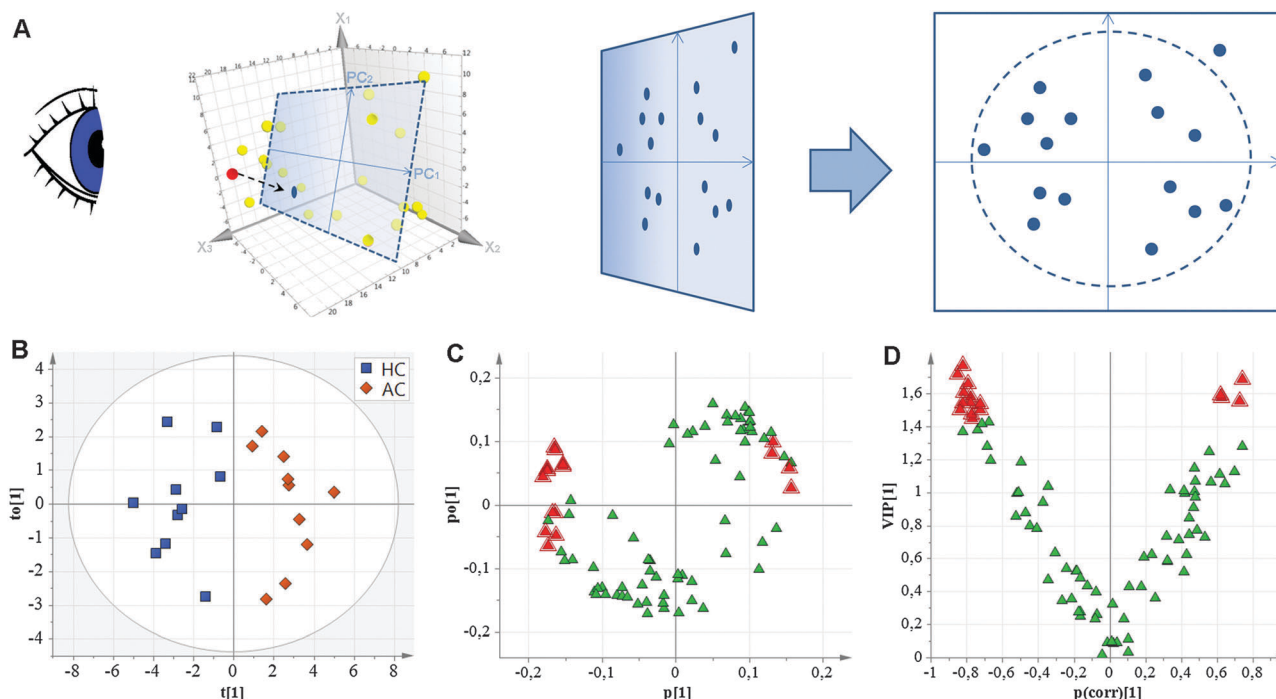 A
X₁
PC₂
PC₁
X₃
X₂
B
HC
AC
4
3
2
1
0
-1
-2
-3
-4
-8 -6 -4 -2 0 2 4 6 8
to[1]
t[1]
C
0,2
0,1
0
-0,1
-0,2
-0,2 -0,1 0 0,1 0,2
po[1]
p[1]
D
1,6
1,4
1,2
1
0,8
0,6
0,4
0,2
0
-1 -0,8 -0,6 -0,4 -0,2 0 0,2 0,4 0,6 0,8
VIP[1]
p(corr)[1]